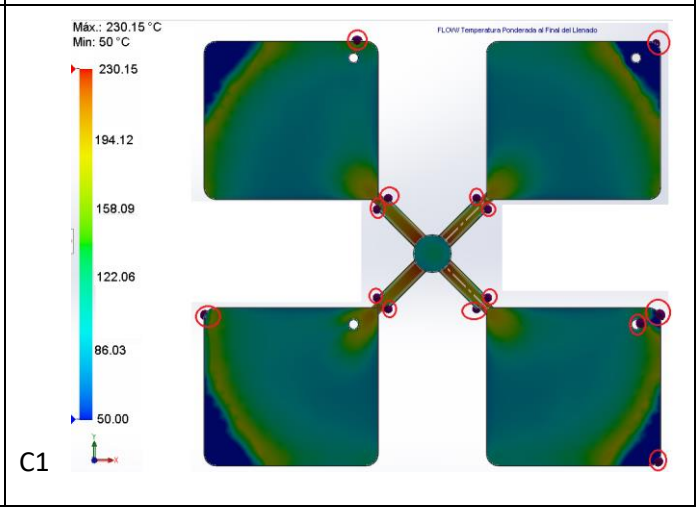 Máx.: 230.15 °C
Min: 50 °C
FLOW/ Temperatura Ponderada al Final del Llenado
230.15
194.12
158.09
122.06
86.03
50.00
Y
X
C1